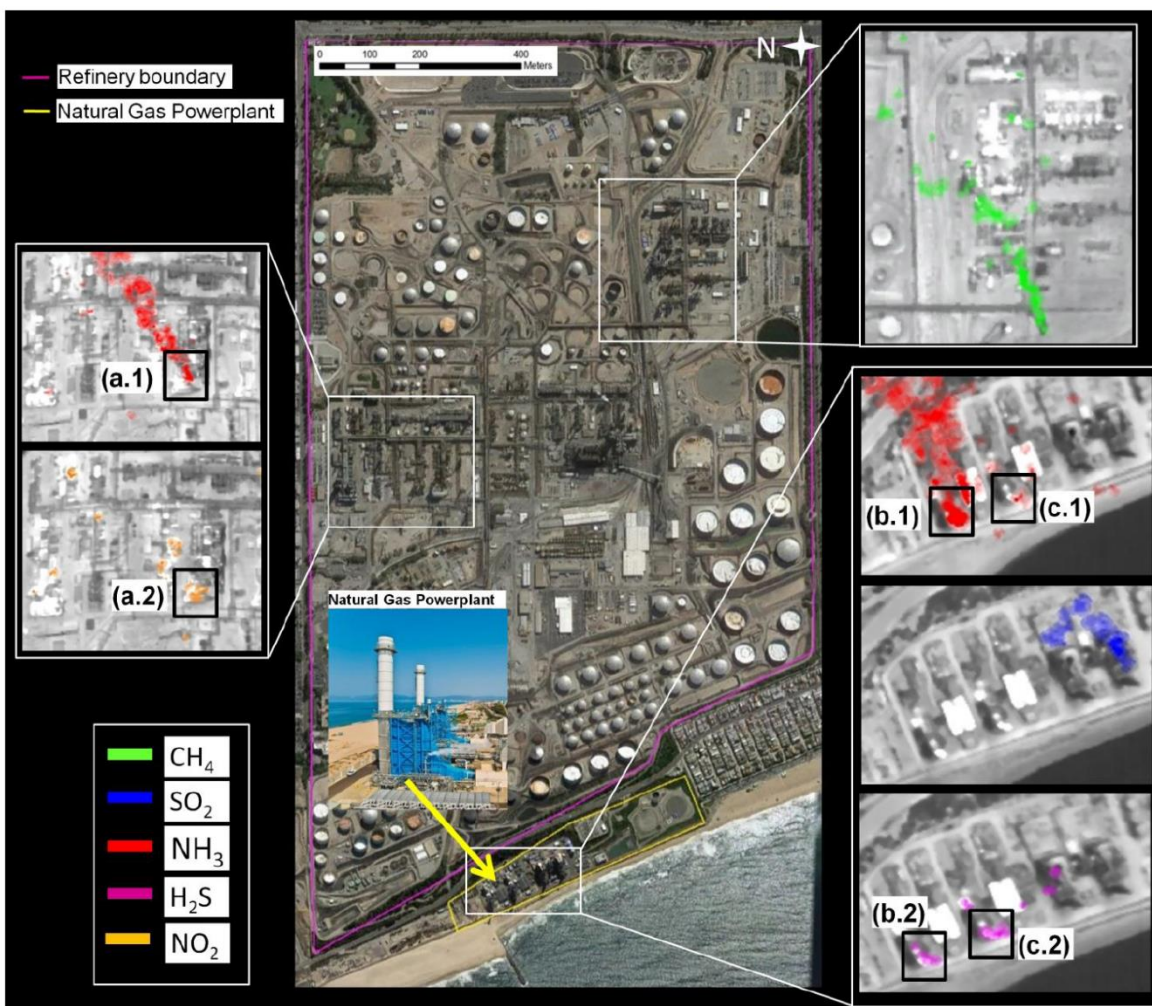 Refinery boundary
Natural Gas Powerplant
0 100 200 400
Meters
N
(a.1)
(a.2)
Natural Gas Powerplant
(b.1)
(c.1)
(b.2)
(c.2)
CH₄
SO₂
NH₃
H₂S
NO₂